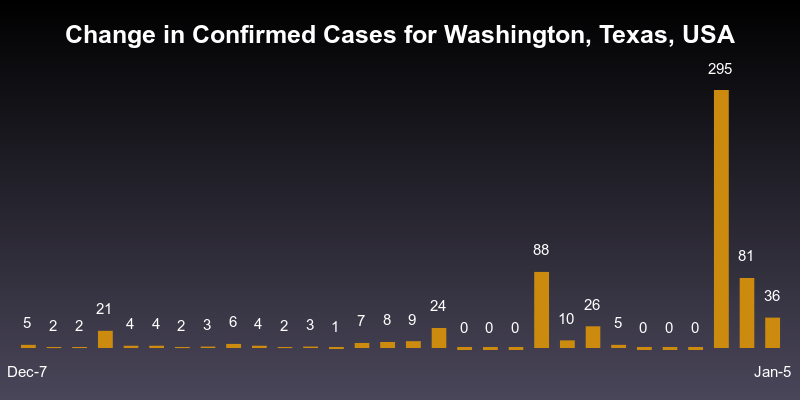 Change in Confirmed Cases for Washington, Texas, USA
5 2 2 21 4 4 2 3 6 4 2 3 1 7 8 9 24 0 0 0 88 10 26 5 0 0 0 295 81 36
Dec-7 Jan-5